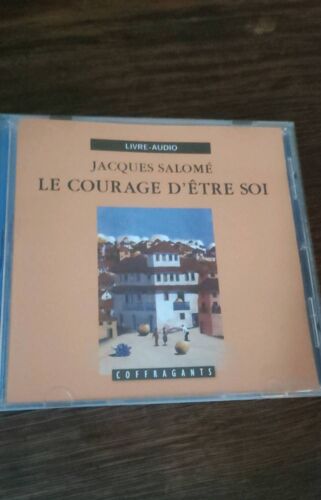 LIVRE-AUDIO
JACQUES SALOMÉ
LE COURAGE D'ÊTRE SOI
COFFRAGANTS